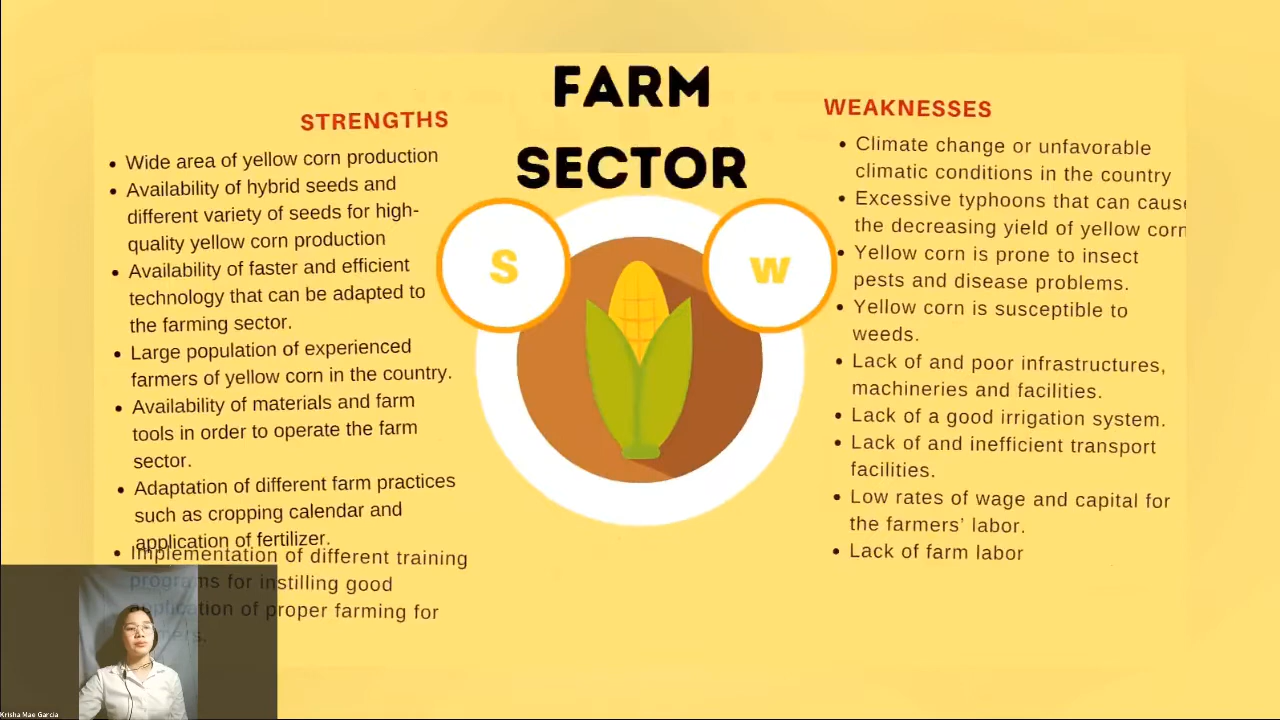 FARM
SECTOR
STRENGTHS
Wide area of yellow corn production
Availability of hybrid seeds and
different variety of seeds for high-
quality yellow corn production
Availability of faster and efficient
technology that can be adapted to
the farming sector.
Large population of experienced
farmers of yellow corn in the country.
Availability of materials and farm
tools in order to operate the farm
sector.
Adaptation of different farm practices
such as cropping calendar and
application of fertilizer.
Implementation of different training
programs for instilling good
application of proper farming for
S
W
WEAKNESSES
Climate change or unfavorable
climatic conditions in the country
Excessive typhoons that can cause
the decreasing yield of yellow corn
Yellow corn is prone to insect
pests and disease problems.
Yellow corn is susceptible to
weeds.
Lack of and poor infrastructures,
machineries and facilities.
Lack of a good irrigation system.
Lack of and inefficient transport
facilities.
Low rates of wage and capital for
the farmers' labor.
Lack of farm labor
Krisha Mae Garcia